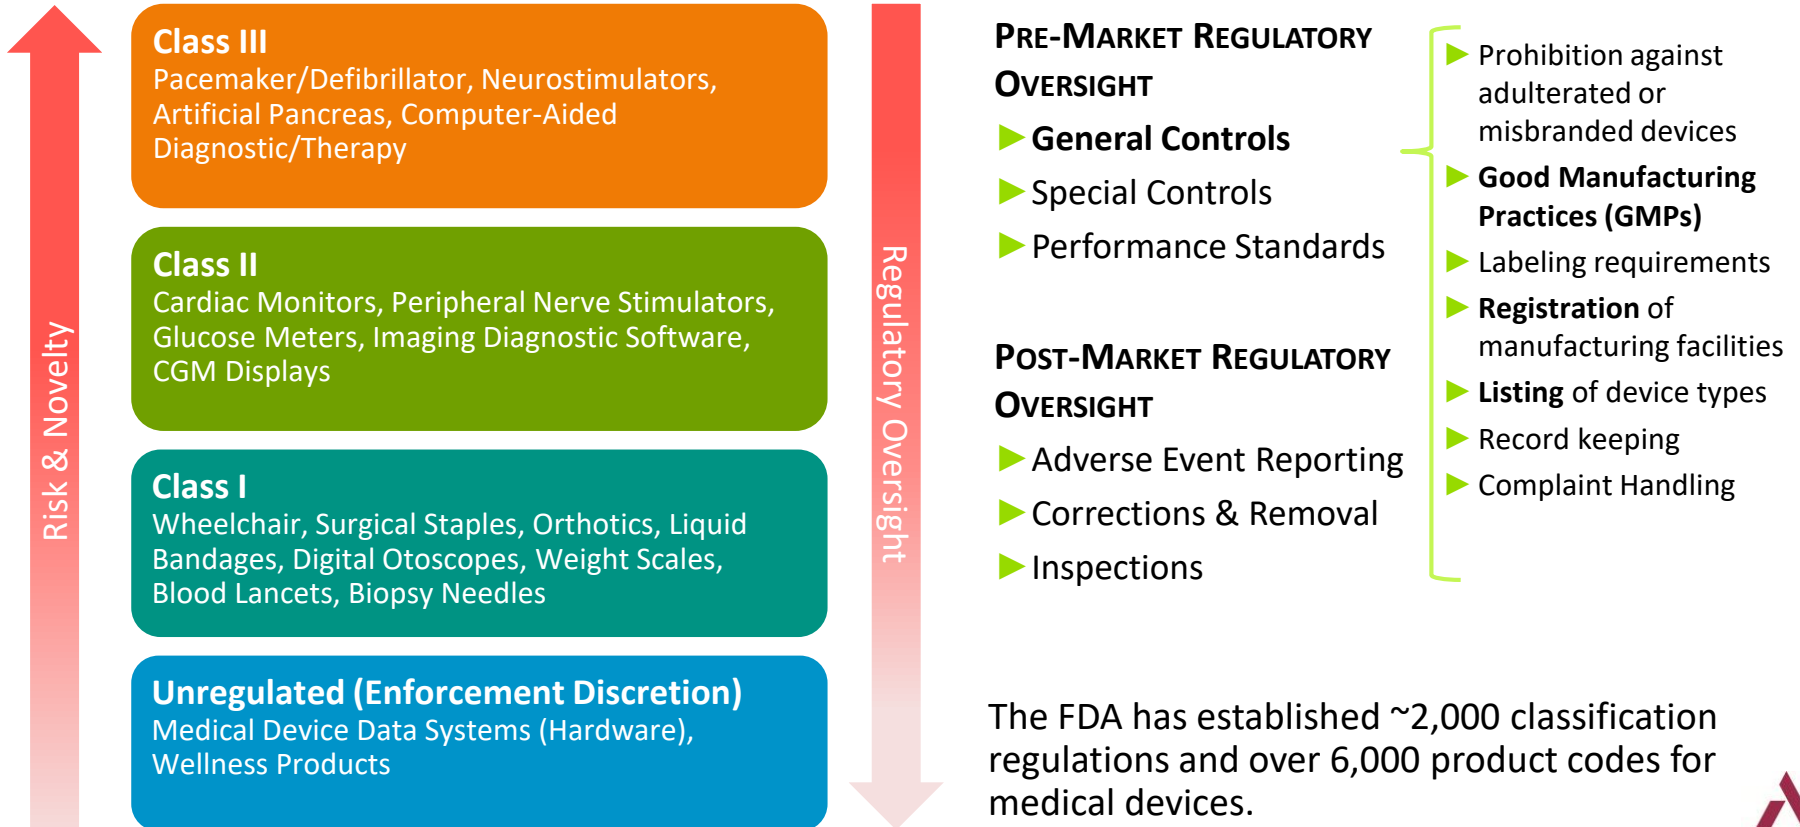 Risk & Novelty
Class III
Pacemaker/Defibrillator, Neurostimulators,
Artificial Pancreas, Computer-Aided
Diagnostic/Therapy
Class II
Cardiac Monitors, Peripheral Nerve Stimulators,
Glucose Meters, Imaging Diagnostic Software,
CGM Displays
Class I
Wheelchair, Surgical Staples, Orthotics, Liquid
Bandages, Digital Otoscopes, Weight Scales,
Blood Lancets, Biopsy Needles
Unregulated (Enforcement Discretion)
Medical Device Data Systems (Hardware),
Wellness Products
Regulatory Oversight
PRE-MARKET REGULATORY
OVERSIGHT
General Controls
Special Controls
Performance Standards
POST-MARKET REGULATORY
OVERSIGHT
Adverse Event Reporting
Corrections & Removal
Inspections
Prohibition against
adulterated or
misbranded devices
Good Manufacturing
Practices (GMPs)
Labeling requirements
Registration of
manufacturing facilities
Listing of device types
Record keeping
Complaint Handling
The FDA has established ~2,000 classification
regulations and over 6,000 product codes for
medical devices.